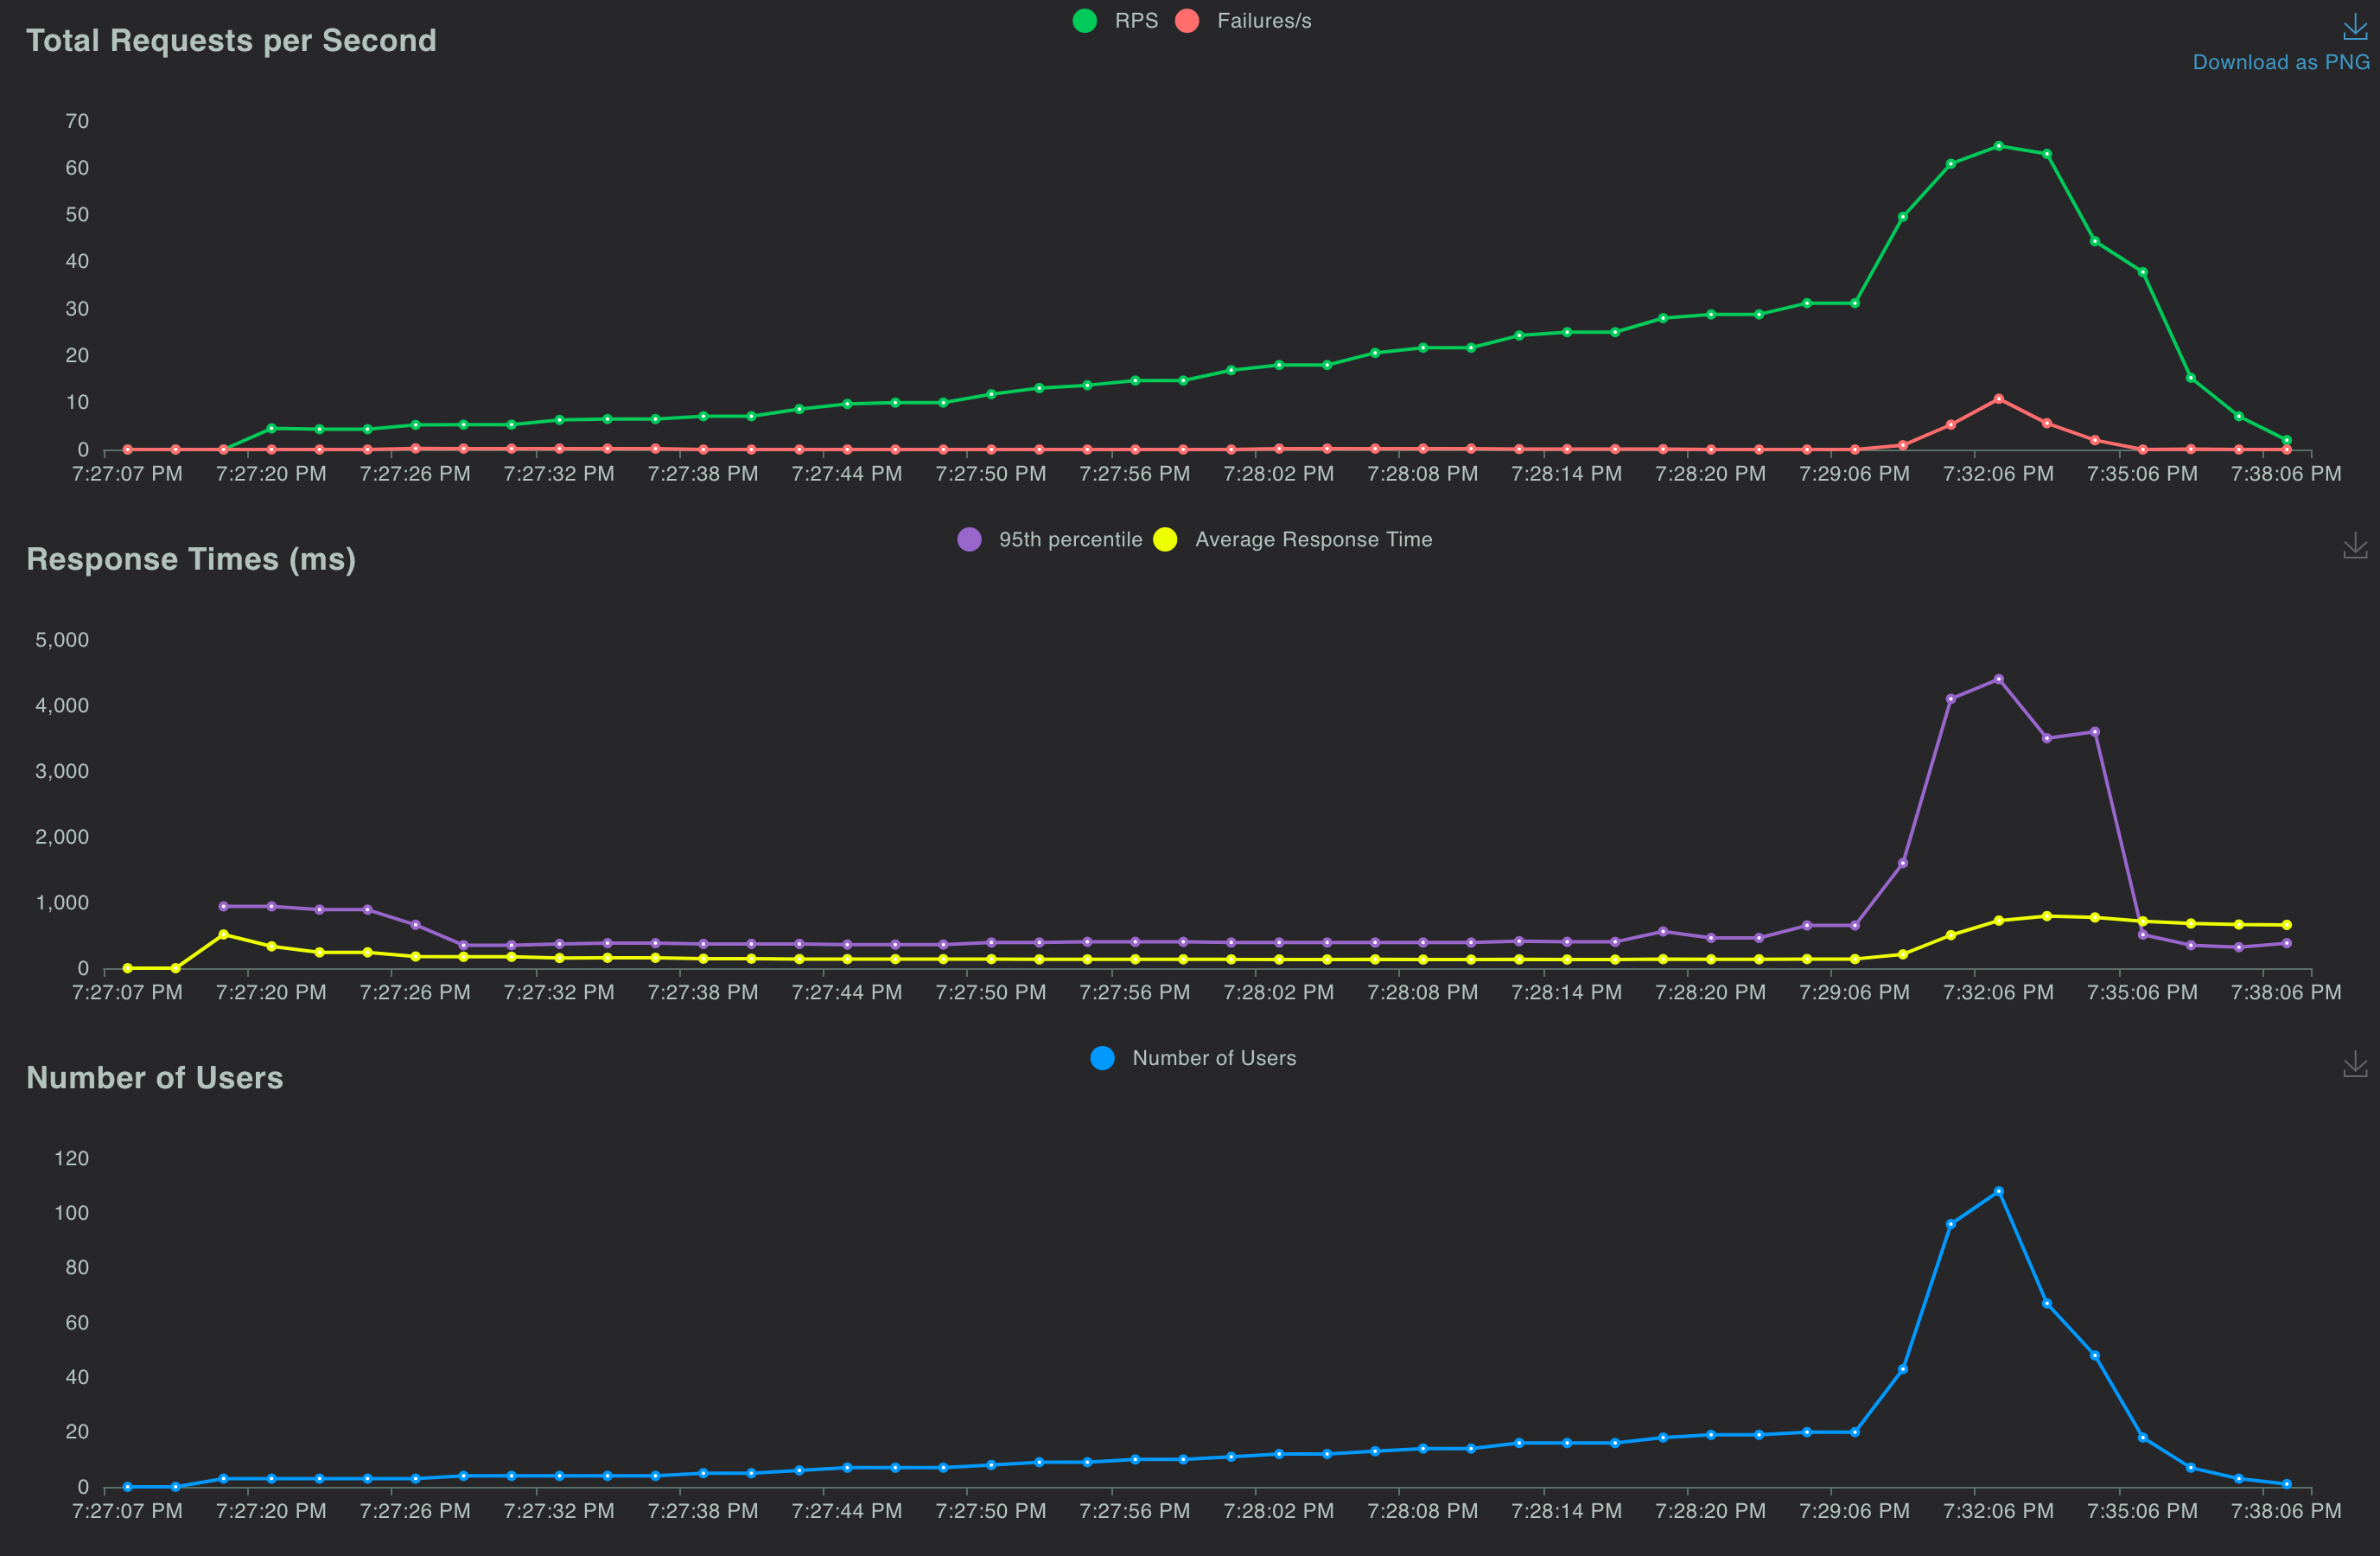 RPS Failures/s
Total Requests per Second
Download as PNG
70
60
50
40
30
20
10
0
7:27:07 PM 7:27:20 PM 7:27:26 PM 7:27:32 PM 7:27:38 PM 7:27:44 PM 7:27:50 PM 7:27:56 PM 7:28:02 PM 7:28:08 PM 7:28:14 PM 7:28:20 PM 7:29:06 PM 7:32:06 PM 7:35:06 PM 7:38:06 PM
95th percentile Average Response Time
Response Times (ms)
5,000
4,000
3,000
2,000
1,000
0
7:27:07 PM 7:27:20 PM 7:27:26 PM 7:27:32 PM 7:27:38 PM 7:27:44 PM 7:27:50 PM 7:27:56 PM 7:28:02 PM 7:28:08 PM 7:28:14 PM 7:28:20 PM 7:29:06 PM 7:32:06 PM 7:35:06 PM 7:38:06 PM
Number of Users
Number of Users
120
100
80
60
40
20
0
7:27:07 PM 7:27:20 PM 7:27:26 PM 7:27:32 PM 7:27:38 PM 7:27:44 PM 7:27:50 PM 7:27:56 PM 7:28:02 PM 7:28:08 PM 7:28:14 PM 7:28:20 PM 7:29:06 PM 7:32:06 PM 7:35:06 PM 7:38:06 PM